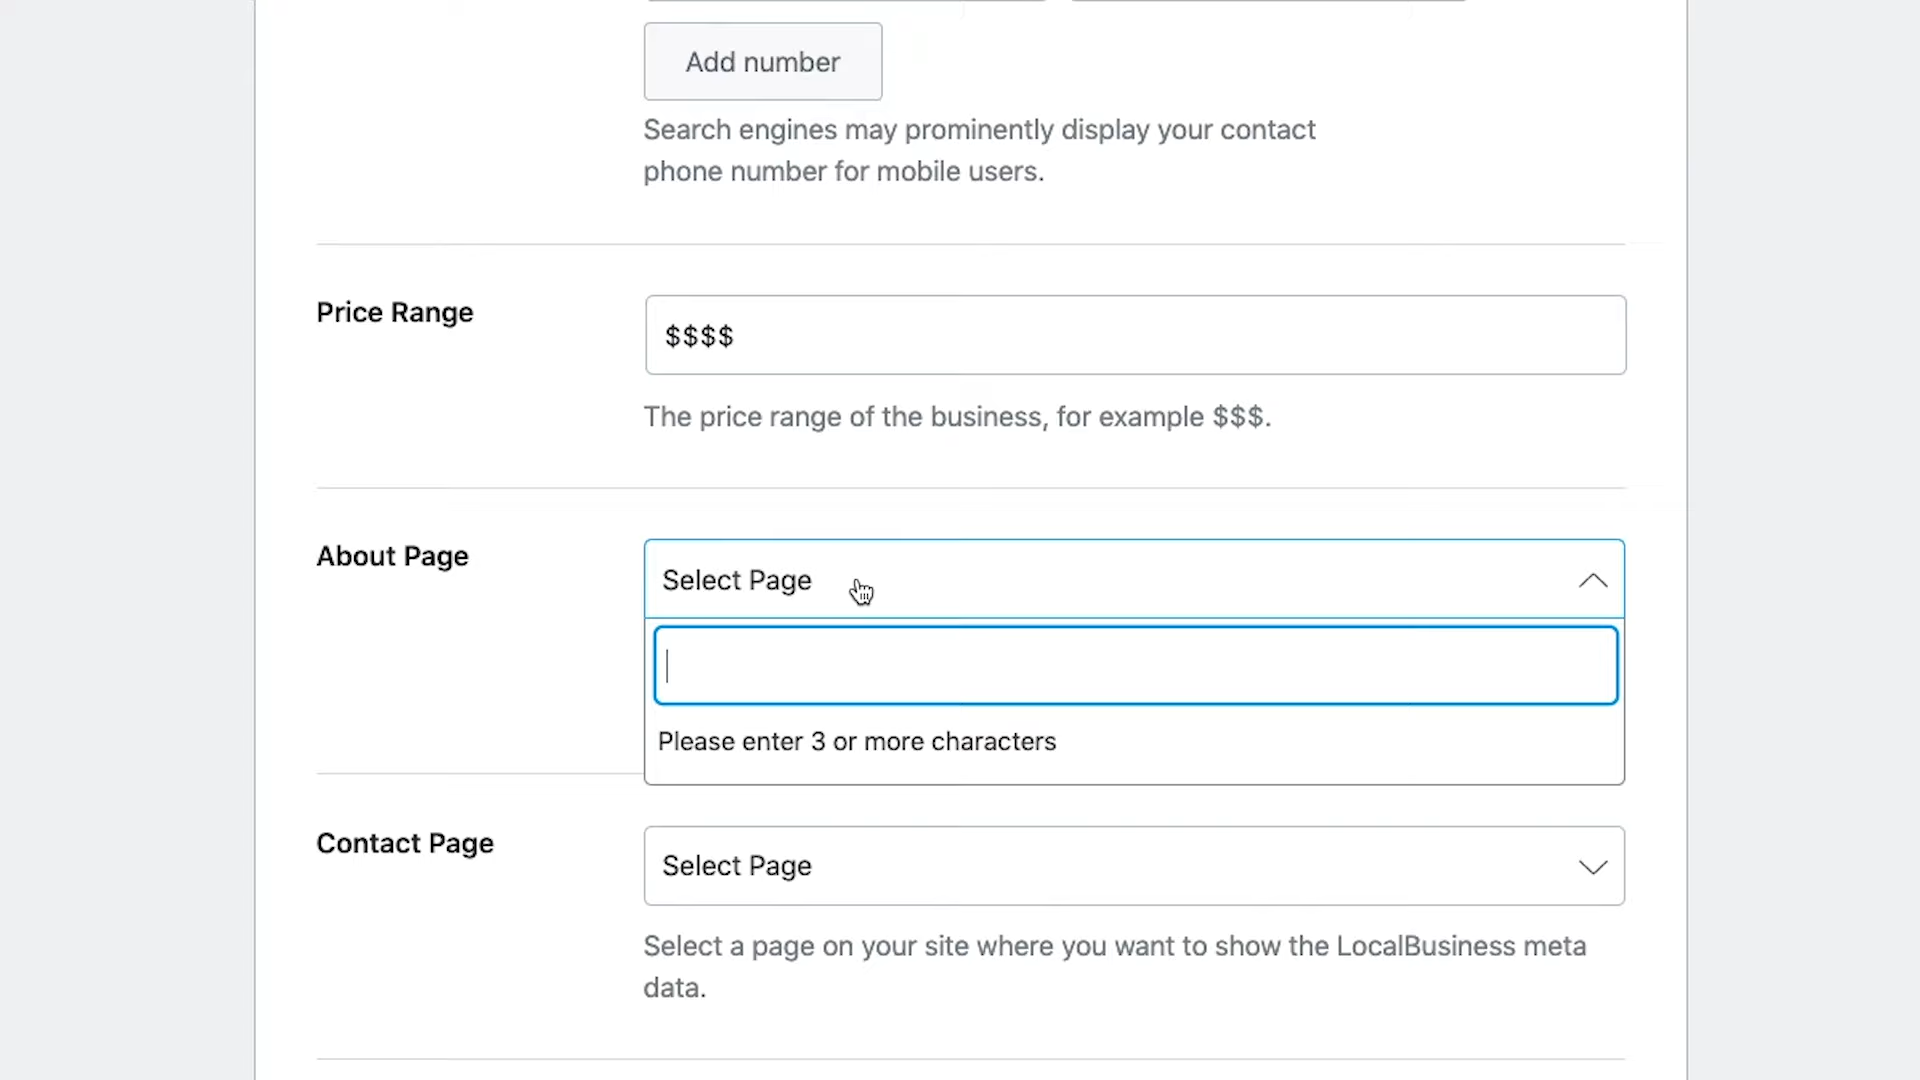 Add number
Search engines may prominently display your contact
phone number for mobile users.
Price Range
$$$$
The price range of the business, for example $$$.
About Page
Select Page
Please enter 3 or more characters
Contact Page
Select Page
Select a page on your site where you want to show the LocalBusiness meta
data.